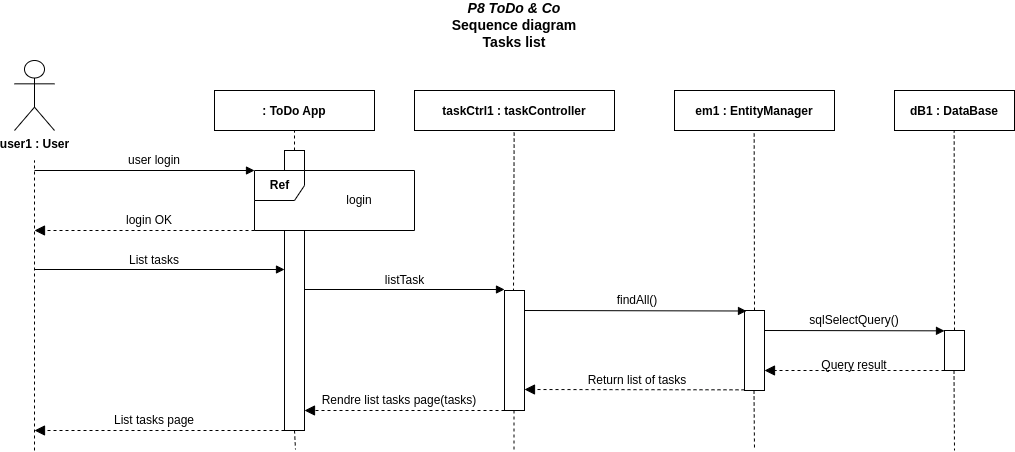 P8 ToDo & Co
Sequence diagram
Tasks list
user1 : User
: ToDo App
taskCtrl1 : taskController
em1 : EntityManager
dB1 : DataBase
user login
Ref
login
login OK
List tasks
listTask
findAll()
sqlSelectQuery()
Query result
Return list of tasks
Rendre list tasks page(tasks)
List tasks page